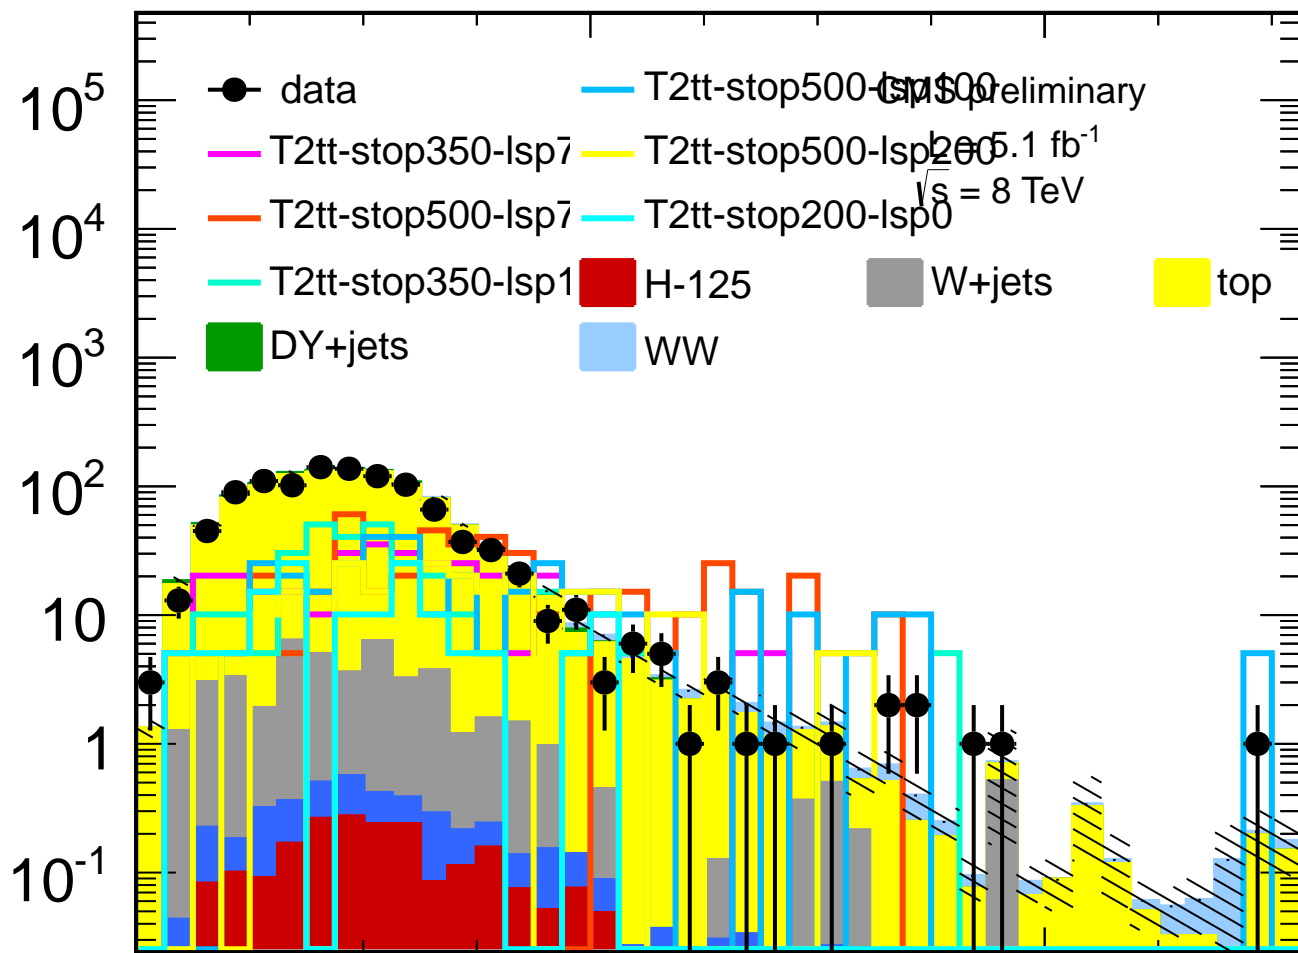 data
T2tt-stop500-lsp100
CMS preliminary
T2tt-stop350-lsp7
T2tt-stop500-lsp200
L = 5.1 fb-1
√s = 8 TeV
T2tt-stop500-lsp7
T2tt-stop200-lsp0
T2tt-stop350-lsp1
H-125
W+jets
top
DY+jets
WW
10^5
10^4
10^3
10^2
10
1
10^-1